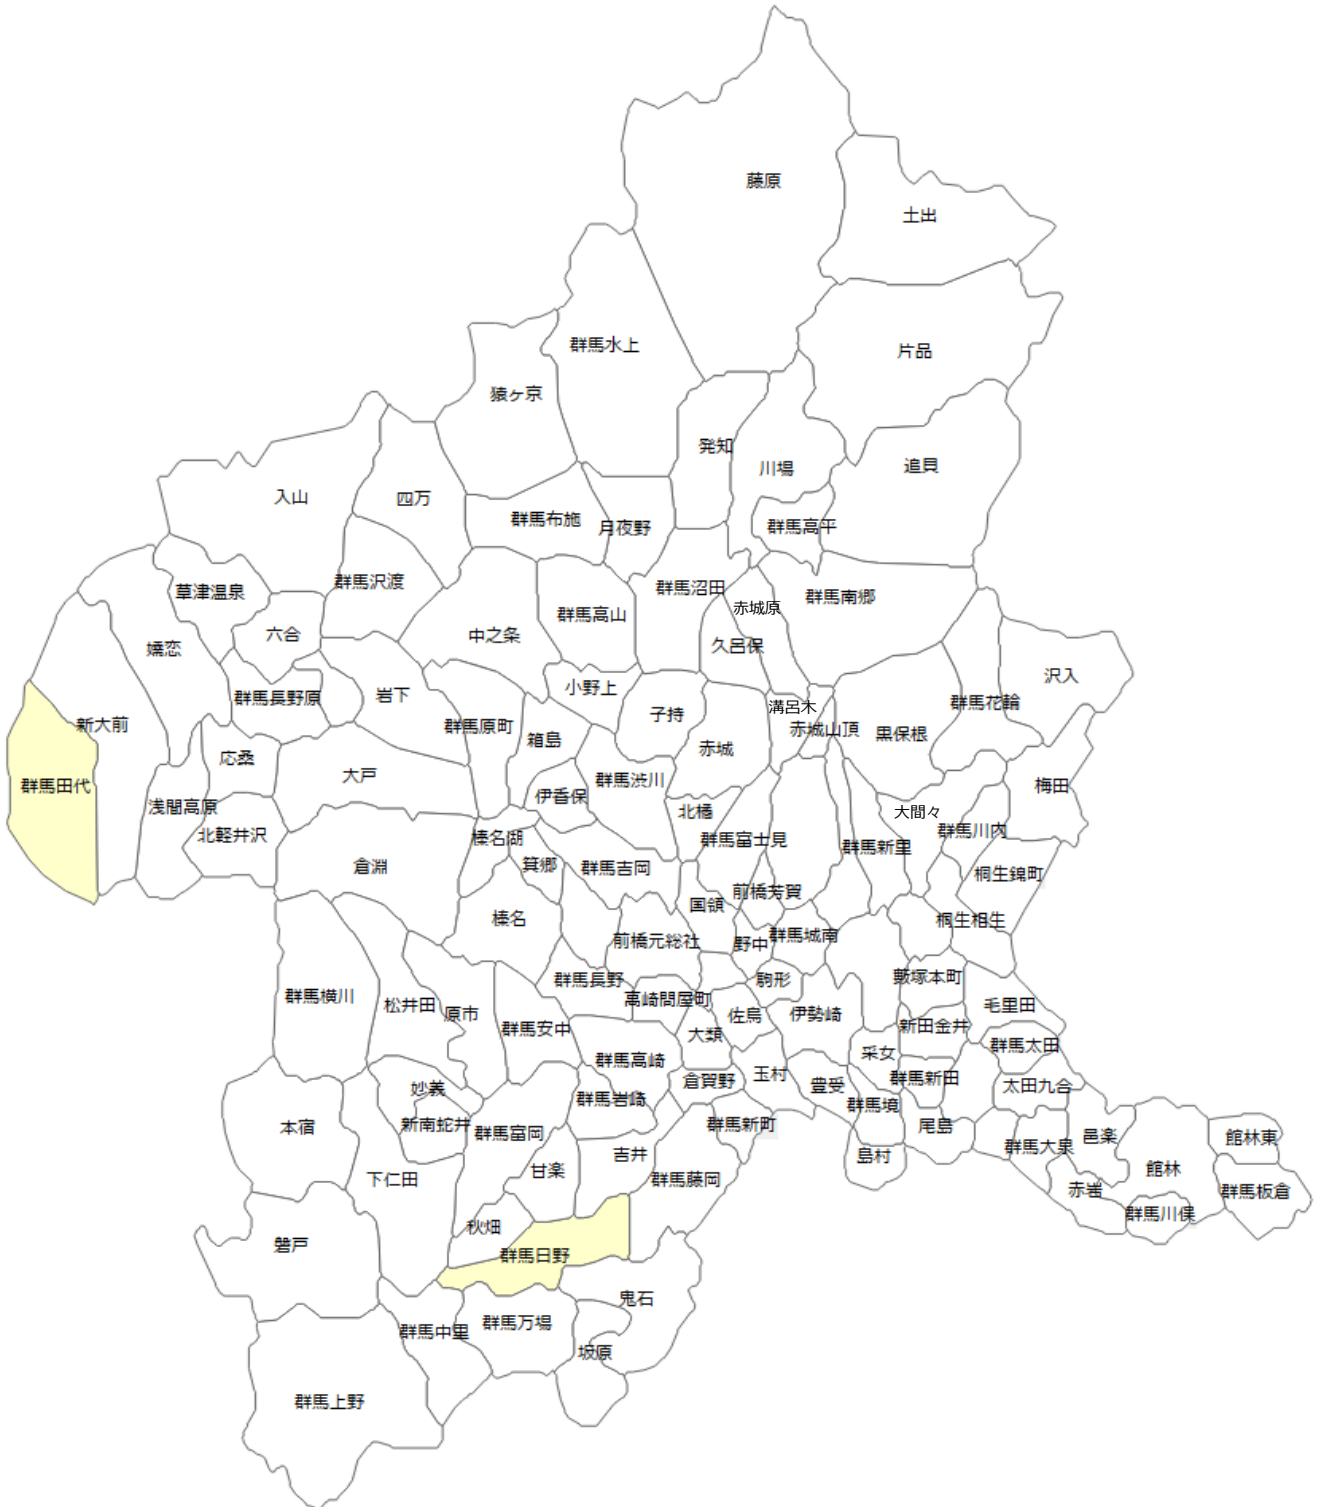 藤原
土出
群馬水上
片品
猿ヶ京
発知
川場
追貝
入山
四万
群馬布施
月夜野
群馬高平
群馬沢渡
草津温泉
群馬沼田
群馬南郷
赤城原
群馬高山
六合
中之条
久呂保
嬬恋
沢入
小野上
岩下
群馬長野原
群馬花輪
溝呂木
子持
新大前
群馬原町
赤城山頂
黒保根
箱島
赤城
応桑
大戸
群馬渋川
群馬田代
梅田
伊香保
浅間高原
北橘
大間々
北軽井沢
榛名湖
群馬富士見
群馬川内
群馬新里
倉淵
箕郷
群馬吉岡
桐生錦町
前橋芳賀
国領
榛名
桐生相生
前橋元総社
野中
群馬城南
群馬長野
駒形
藪塚本町
群馬横川
松井田
原市
高崎問屋町
毛里田
佐鳥
伊勢崎
群馬安中
大類
新田金井
群馬太田
采女
群馬高崎
倉賀野
玉村
群馬新田
妙義
豊受
太田九合
群馬岩崎
群馬境
新南蛇井
群馬新町
尾島
本宿
群馬富岡
邑楽
館林東
群馬大泉
吉井
島村
甘楽
館林
下仁田
群馬藤岡
赤岩
群馬板倉
群馬川俣
秋畑
磐戸
群馬日野
鬼石
群馬中里
群馬万場
坂原
群馬上野